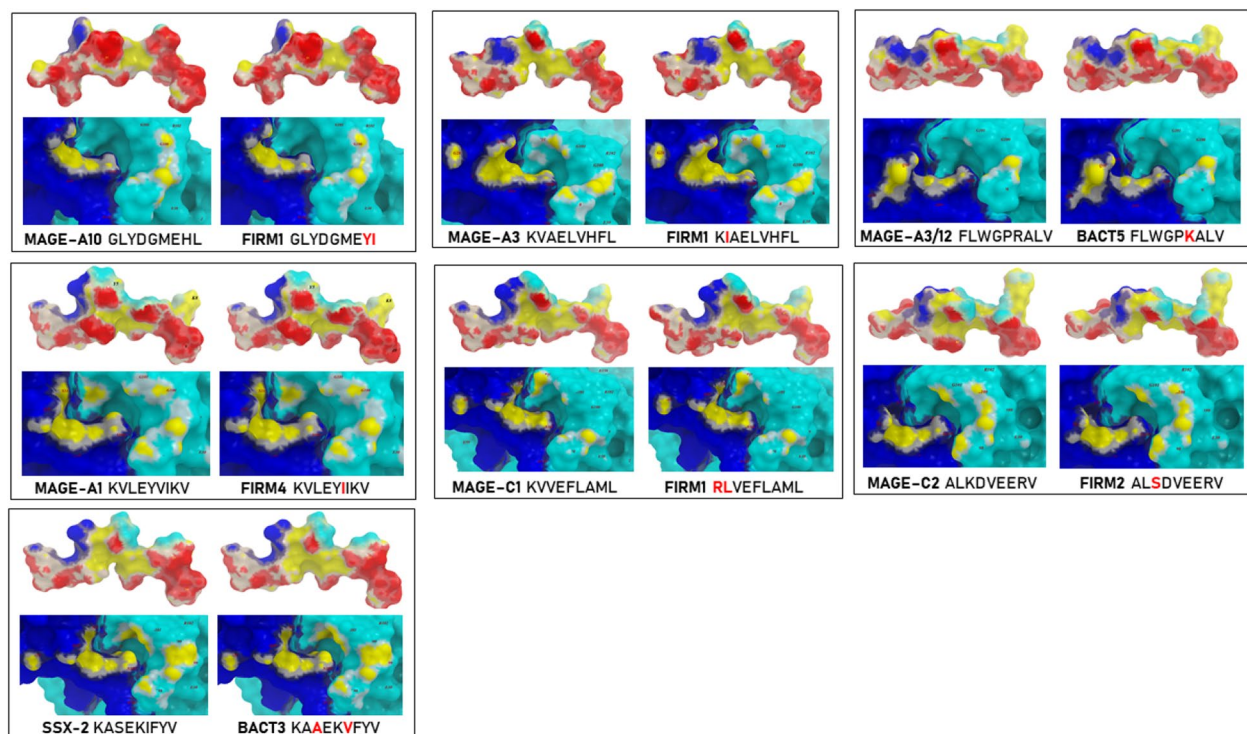 MAGE-A10 GLYDGMEHL
FIRM1 GLYDGMEYI
MAGE-A3 KVAELVHFL
FIRM1 KIAELVHFL
MAGE-A3/12 FLWGPRALV
BACT5 FLWGPKALV
MAGE-A1 KVLEYVIKV
FIRM4 KVLEYIIKV
MAGE-C1 KVVEFLAML
FIRM1 RLVEFLAML
MAGE-C2 ALKDVEERV
FIRM2 ALSDVEERV
SSX-2 KASEKIFYV
BACT3 KAAEKVFYV